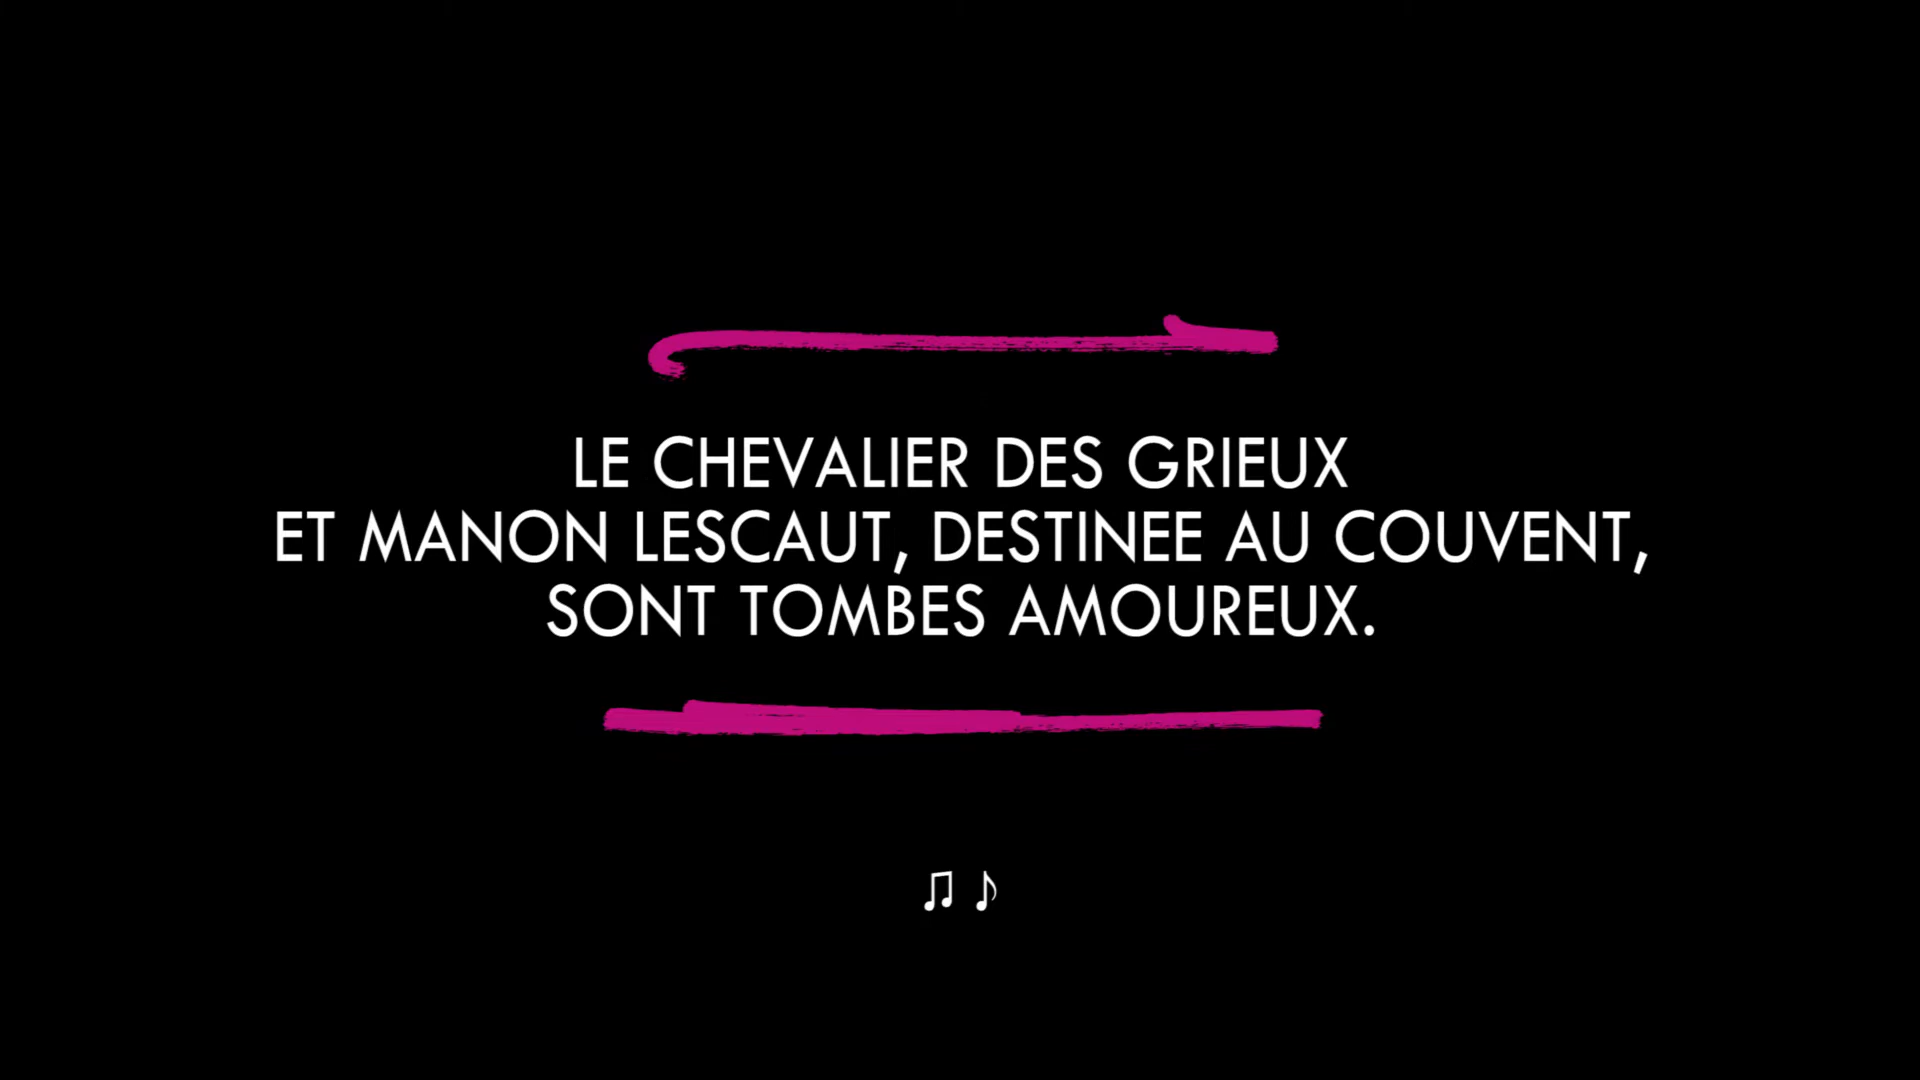 LE CHEVALIER DES GRIEUX
ET MANON LESCAUT, DESTINEE AU COUVENT,
SONT TOMBES AMOUREUX.
♫ ♪